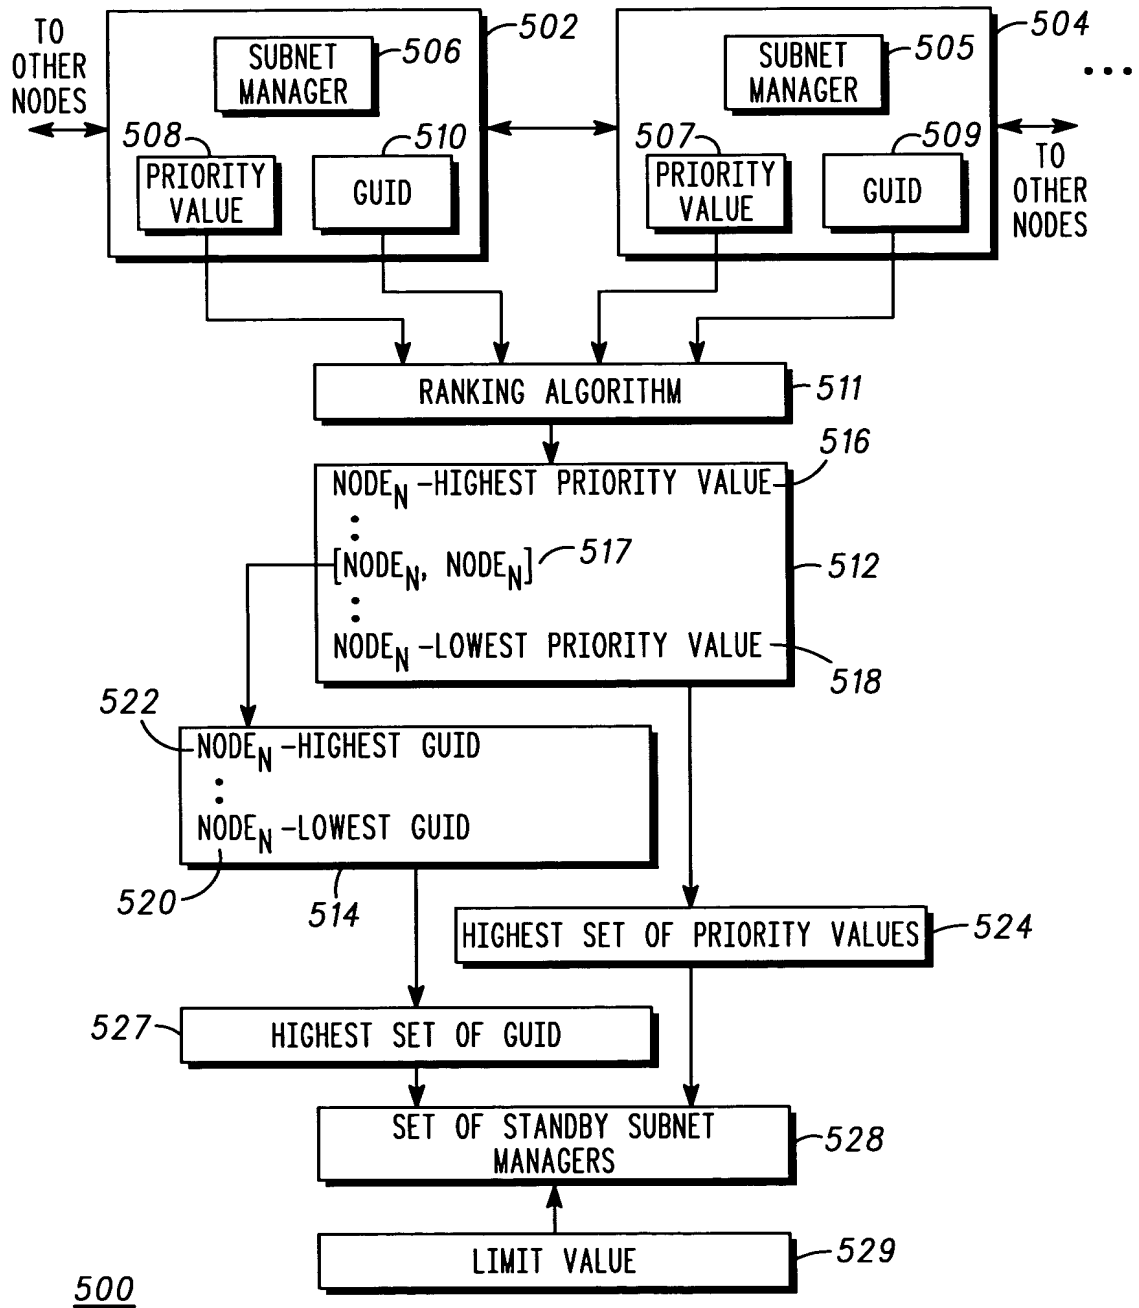 TO
OTHER
NODES
502
SUBNET
MANAGER
506
508
PRIORITY
VALUE
510
GUID
504
SUBNET
MANAGER
505
...
507
PRIORITY
VALUE
509
GUID
TO
OTHER
NODES
RANKING ALGORITHM
511
516
NODEN-HIGHEST PRIORITY VALUE
[NODEN, NODEN]
517
512
NODEN-LOWEST PRIORITY VALUE
518
522
NODEN-HIGHEST GUID
NODEN-LOWEST GUID
520
514
HIGHEST SET OF PRIORITY VALUES
524
527
HIGHEST SET OF GUID
SET OF STANDBY SUBNET
MANAGERS
528
LIMIT VALUE
529
500